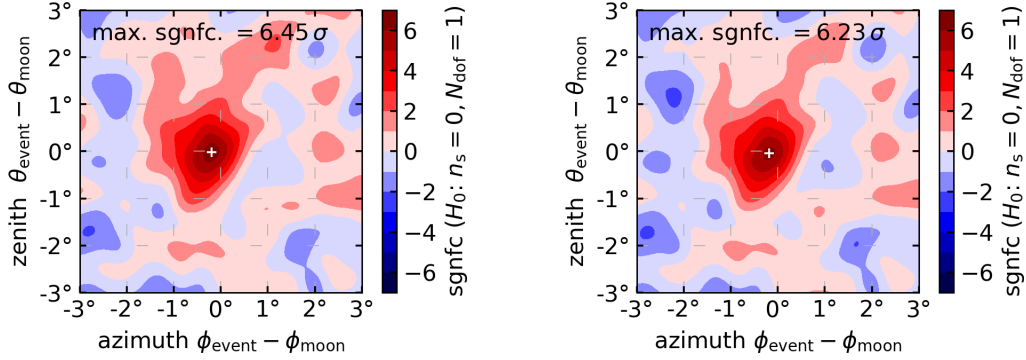 max. sgnfc. = 6.45 σ
3°
2°
1°
0°
-1°
-2°
-3°
zenith θevent − θmoon
-3° -2° -1° 0° 1° 2° 3°
azimuth ϕevent − ϕmoon
6
4
2
0
−2
−4
−6
sgnfc (H0: ns = 0, Ndof = 1)
max. sgnfc. = 6.23 σ
3°
2°
1°
0°
-1°
-2°
-3°
zenith θevent − θmoon
-3° -2° -1° 0° 1° 2° 3°
azimuth ϕevent − ϕmoon
6
4
2
0
−2
−4
−6
sgnfc (H0: ns = 0, Ndof = 1)